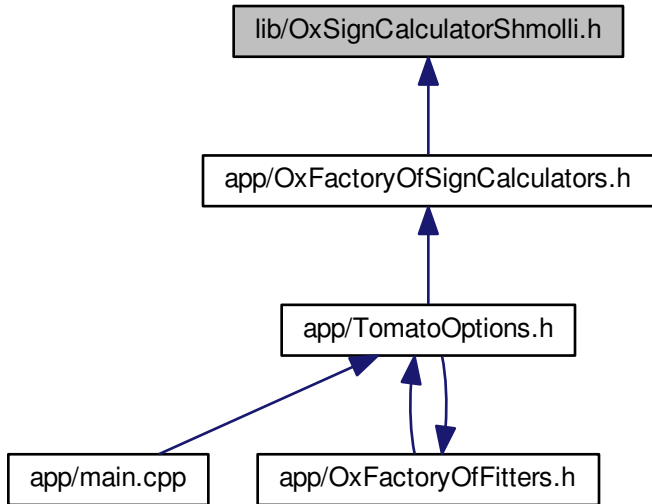 lib/OxSignCalculatorShmolli.h
app/OxFactoryOfSignCalculators.h
app/TomatoOptions.h
app/main.cpp
app/OxFactoryOfFitters.h